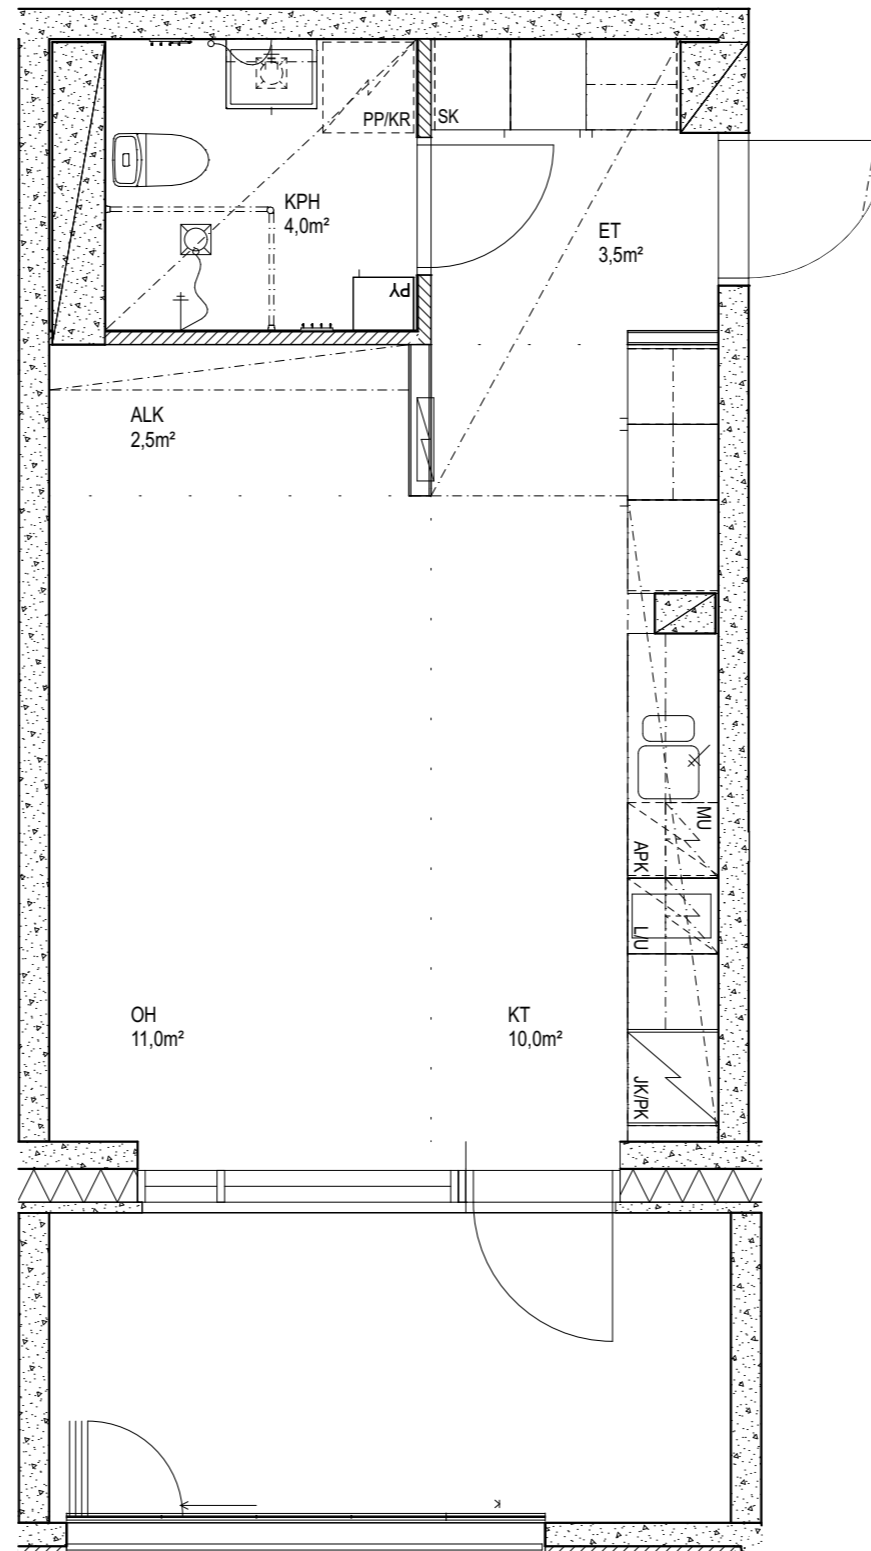 PP/KR
SK
KPH
4,0m²
ET
3,5m²
PY
ALK
2,5m²
MU
APK
L/U
OH
11,0m²
KT
10,0m²
JK/PK